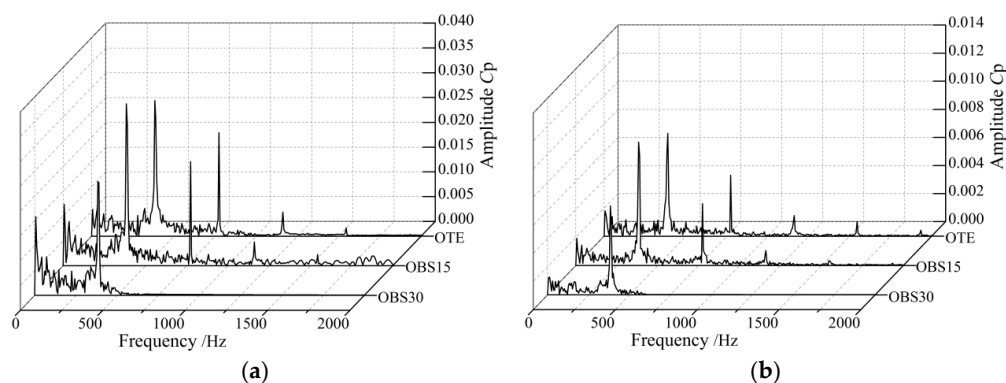 0.040
0.035
0.030
0.025
0.020
0.015
0.010
0.005
0.000
Amplitude Cp
OTE
OBS15
OBS30
0
500
1000
1500
2000
Frequency /Hz
(a)
0.014
0.012
0.010
0.008
0.006
0.004
0.002
0.000
Amplitude Cp
OTE
OBS15
OBS30
0
500
1000
1500
2000
Frequency /Hz
(b)